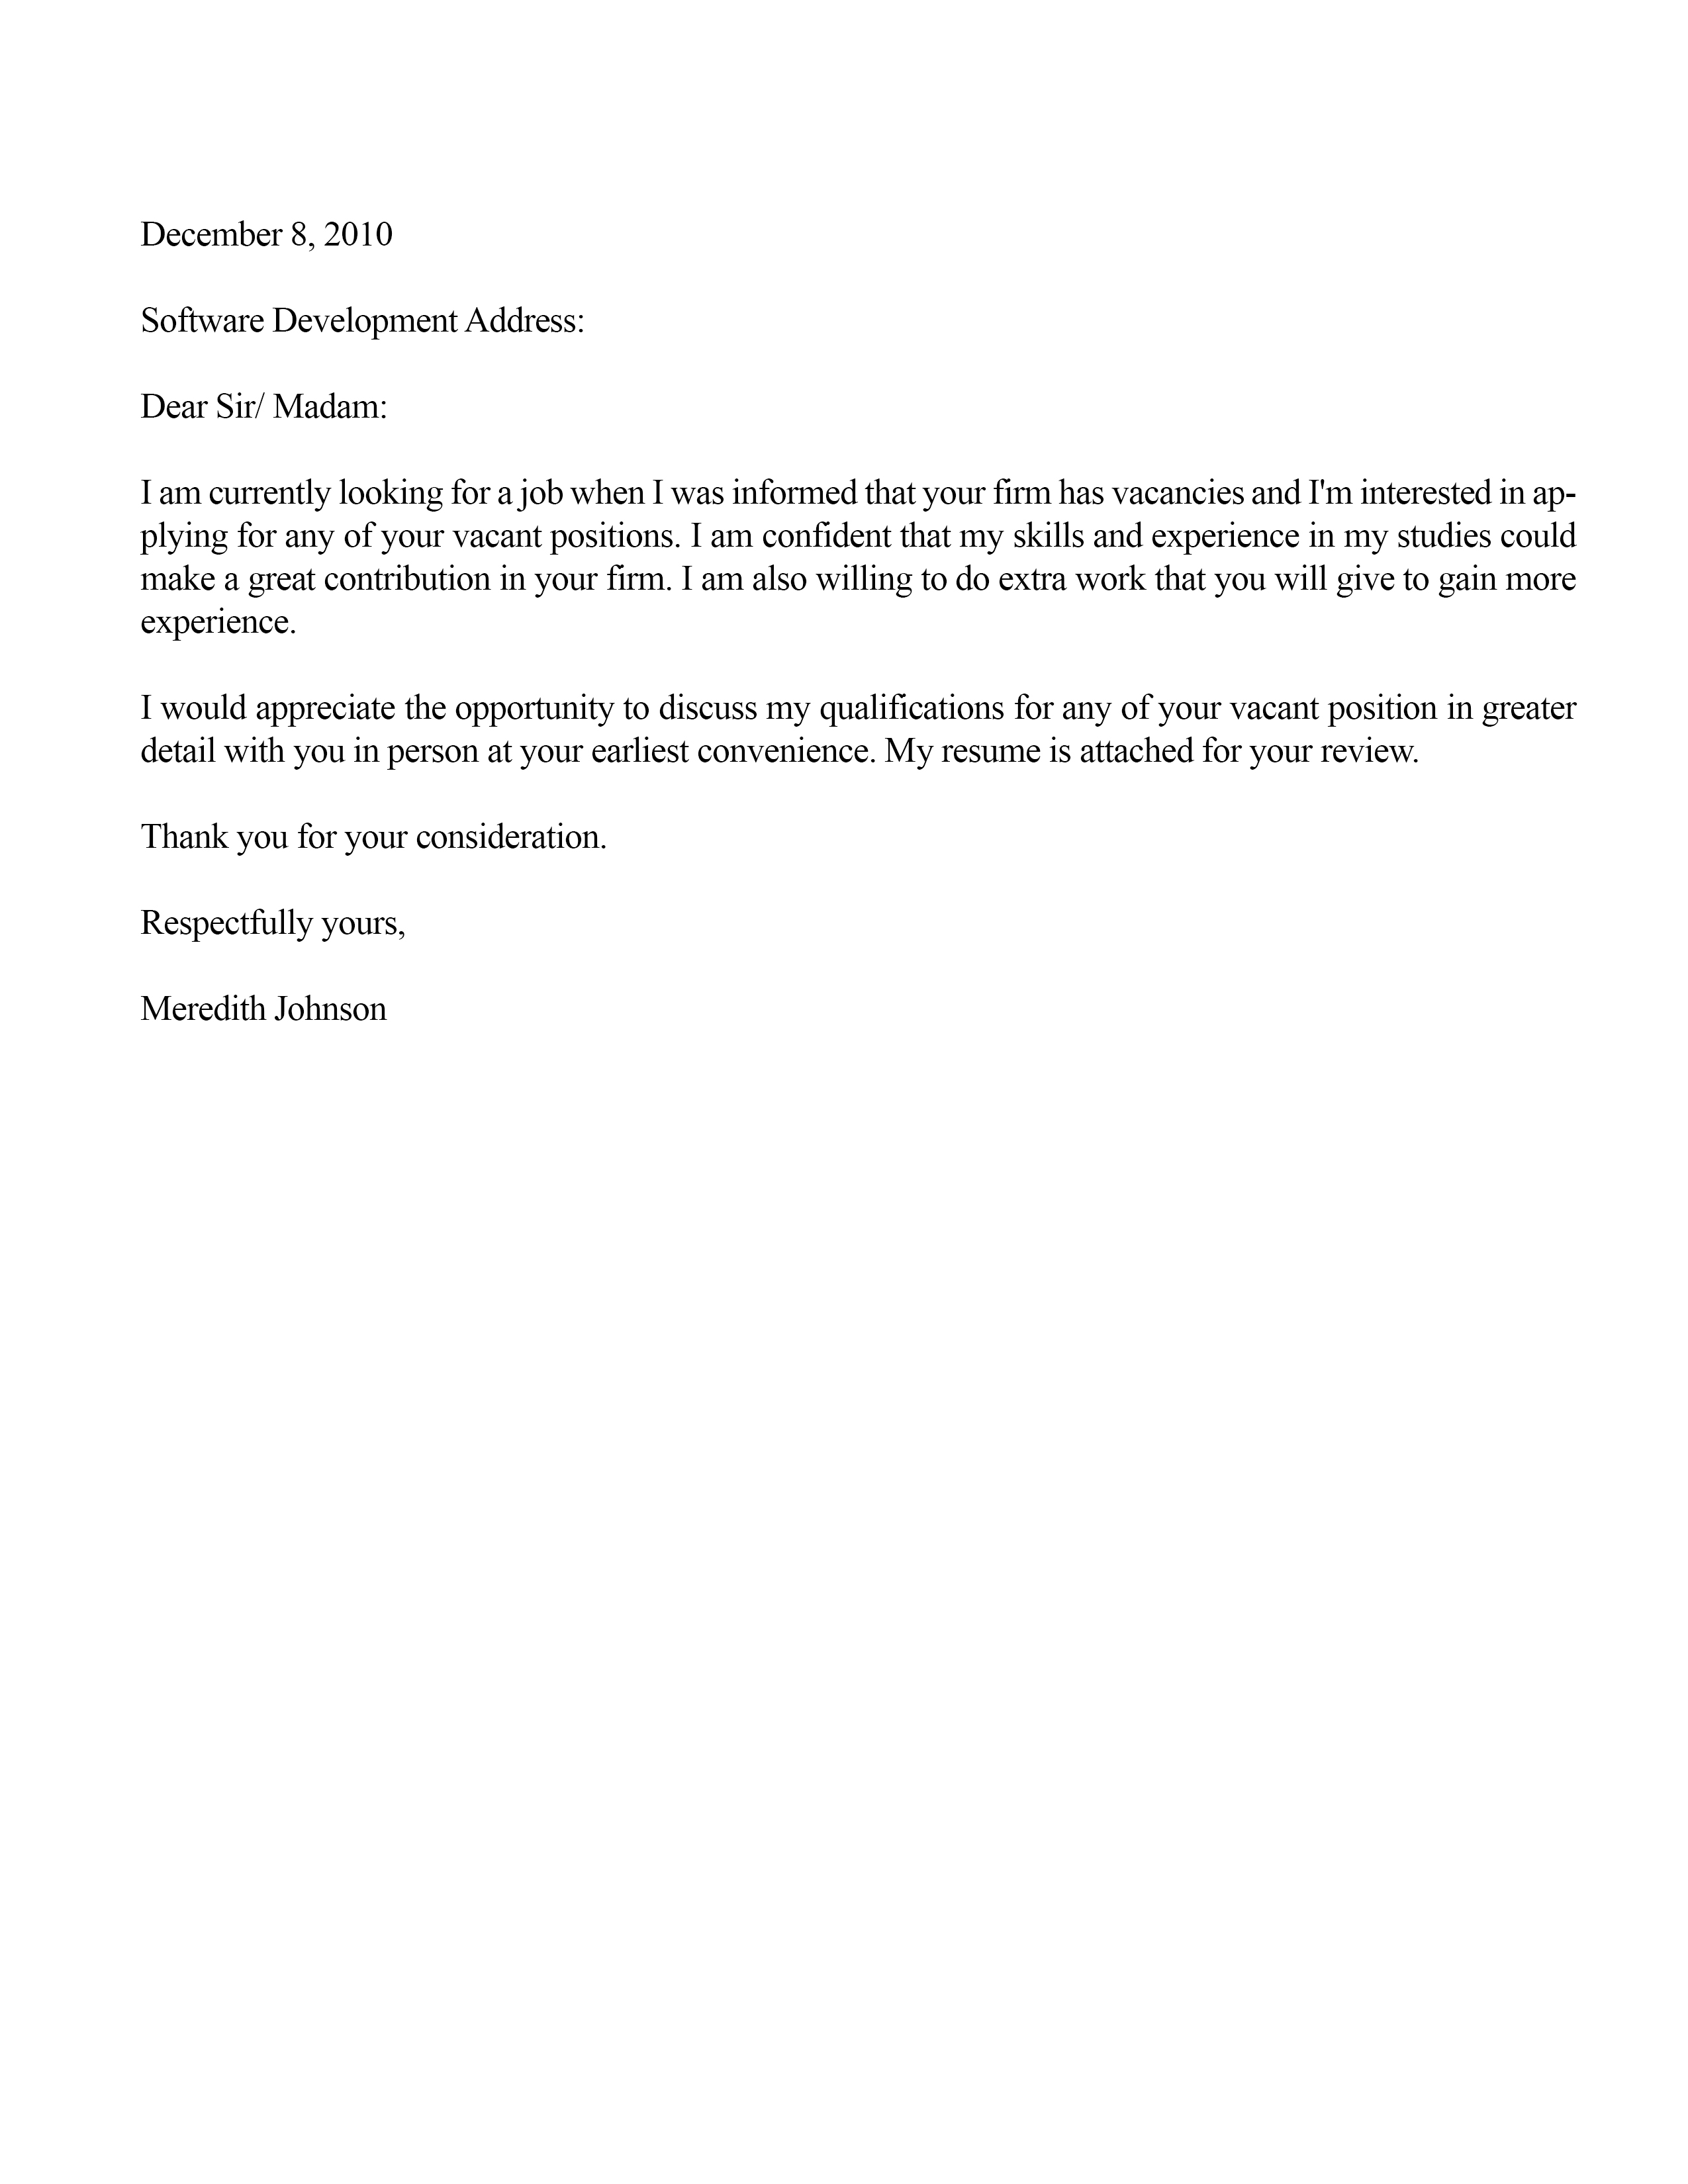 December 8, 2010
Software Development Address:
Dear Sir/ Madam:
I am currently looking for a job when I was informed that your firm has vacancies and I'm interested in ap-
plying for any of your vacant positions. I am confident that my skills and experience in my studies could
make a great contribution in your firm. I am also willing to do extra work that you will give to gain more
experience.
I would appreciate the opportunity to discuss my qualifications for any of your vacant position in greater
detail with you in person at your earliest convenience. My resume is attached for your review.
Thank you for your consideration.
Respectfully yours,
Meredith Johnson